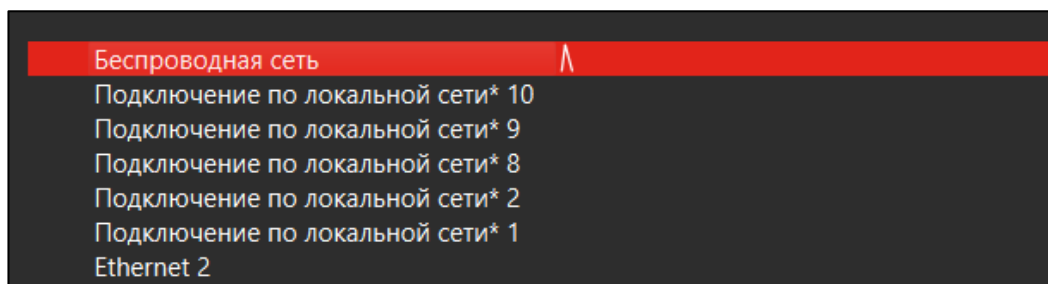 Беспроводная сеть
Подключение по локальной сети* 10
Подключение по локальной сети* 9
Подключение по локальной сети* 8
Подключение по локальной сети* 2
Подключение по локальной сети* 1
Ethernet 2